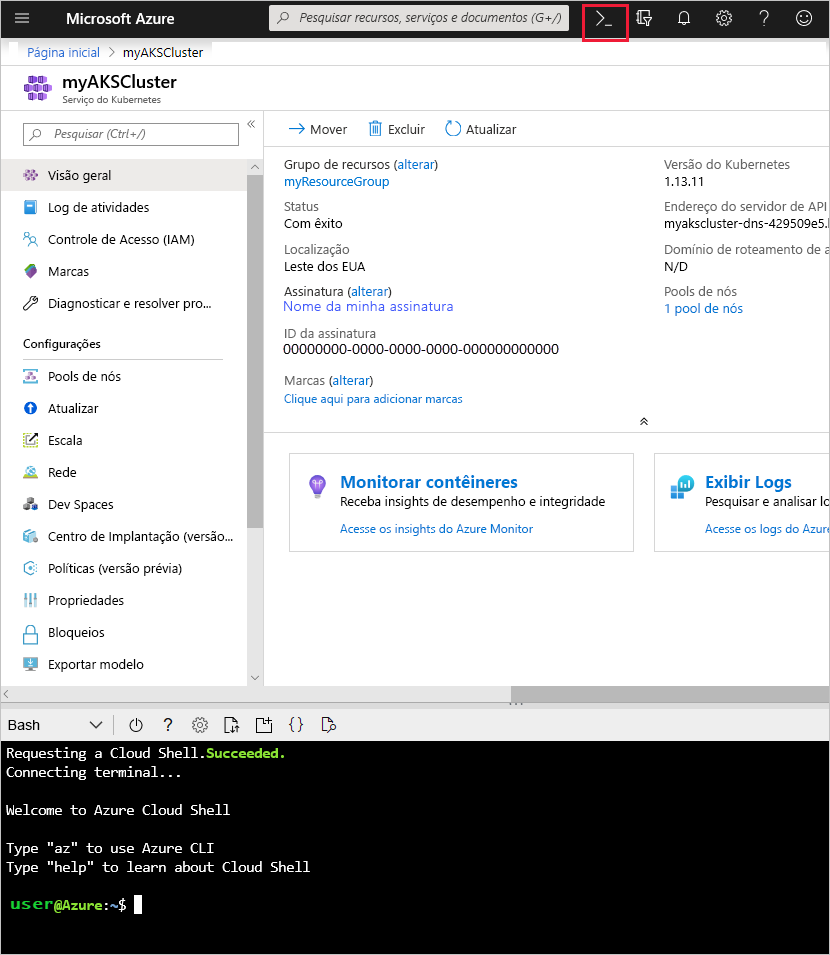 Microsoft Azure
Pesquisar recursos, serviços e documentos (G+/)
Página inicial > myAKSCluster
myAKSCluster
Serviço do Kubernetes
Pesquisar (Ctrl+/)
Visão geral
Log de atividades
Controle de Acesso (IAM)
Marcas
Diagnosticar e resolver pro...
Configurações
Pools de nós
Atualizar
Escala
Rede
Dev Spaces
Centro de Implantação (versão...
Políticas (versão prévia)
Propriedades
Bloqueios
Exportar modelo
Mover Excluir Atualizar
Grupo de recursos (alterar)
myResourceGroup
Status
Com êxito
Localização
Leste dos EUA
Assinatura (alterar)
Nome da minha assinatura
ID da assinatura
00000000-0000-0000-0000-000000000000
Marcas (alterar)
Clique aqui para adicionar marcas
Versão do Kubernetes
1.13.11
Endereço do servidor de API
myakscluster-dns-429509e5.
Domínio de roteamento de a
N/D
Pools de nós
1 pool de nós
Monitorar contêineres
Receba insights de desempenho e integridade
Acesse os insights do Azure Monitor
Exibir Logs
Pesquisar e analisar lo
Acesse os logs do Azure
Bash
Requesting a Cloud Shell.Succeeded.
Connecting terminal...
Welcome to Azure Cloud Shell
Type "az" to use Azure CLI
Type "help" to learn about Cloud Shell
user@Azure:~$